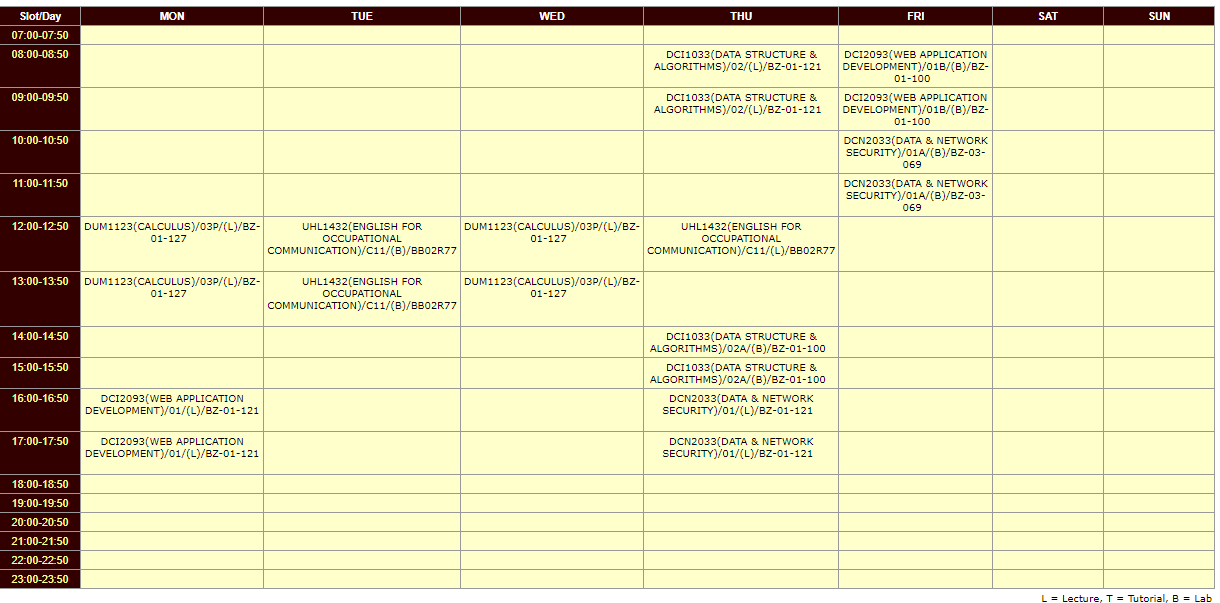 Slot/Day MON TUE WED THU FRI SAT SUN
07:00-07:50
08:00-08:50
DCI1033(DATA STRUCTURE &
ALGORITHMS)/02/(L)/BZ-01-121
DCI2093(WEB APPLICATION
DEVELOPMENT)/01B/(B)/BZ-
01-100
09:00-09:50
DCI1033(DATA STRUCTURE &
ALGORITHMS)/02/(L)/BZ-01-121
DCI2093(WEB APPLICATION
DEVELOPMENT)/01B/(B)/BZ-
01-100
10:00-10:50
DCN2033(DATA & NETWORK
SECURITY)/01A/(B)/BZ-03-
069
11:00-11:50
DCN2033(DATA & NETWORK
SECURITY)/01A/(B)/BZ-03-
069
12:00-12:50
DUM1123(CALCULUS)/03P/(L)/BZ-
01-127
UHL1432(ENGLISH FOR
OCCUPATIONAL
COMMUNICATION)/C11/(B)/BB02R77
DUM1123(CALCULUS)/03P/(L)/BZ-
01-127
UHL1432(ENGLISH FOR
OCCUPATIONAL
COMMUNICATION)/C11/(L)/BB02R77
13:00-13:50
DUM1123(CALCULUS)/03P/(L)/BZ-
01-127
UHL1432(ENGLISH FOR
OCCUPATIONAL
COMMUNICATION)/C11/(B)/BB02R77
DUM1123(CALCULUS)/03P/(L)/BZ-
01-127
14:00-14:50
DCI1033(DATA STRUCTURE &
ALGORITHMS)/02A/(B)/BZ-01-100
15:00-15:50
DCI1033(DATA STRUCTURE &
ALGORITHMS)/02A/(B)/BZ-01-100
16:00-16:50
DCI2093(WEB APPLICATION
DEVELOPMENT)/01/(L)/BZ-01-121
DCN2033(DATA & NETWORK
SECURITY)/01/(L)/BZ-01-121
17:00-17:50
DCI2093(WEB APPLICATION
DEVELOPMENT)/01/(L)/BZ-01-121
DCN2033(DATA & NETWORK
SECURITY)/01/(L)/BZ-01-121
18:00-18:50
19:00-19:50
20:00-20:50
21:00-21:50
22:00-22:50
23:00-23:50
L = Lecture, T = Tutorial, B = Lab